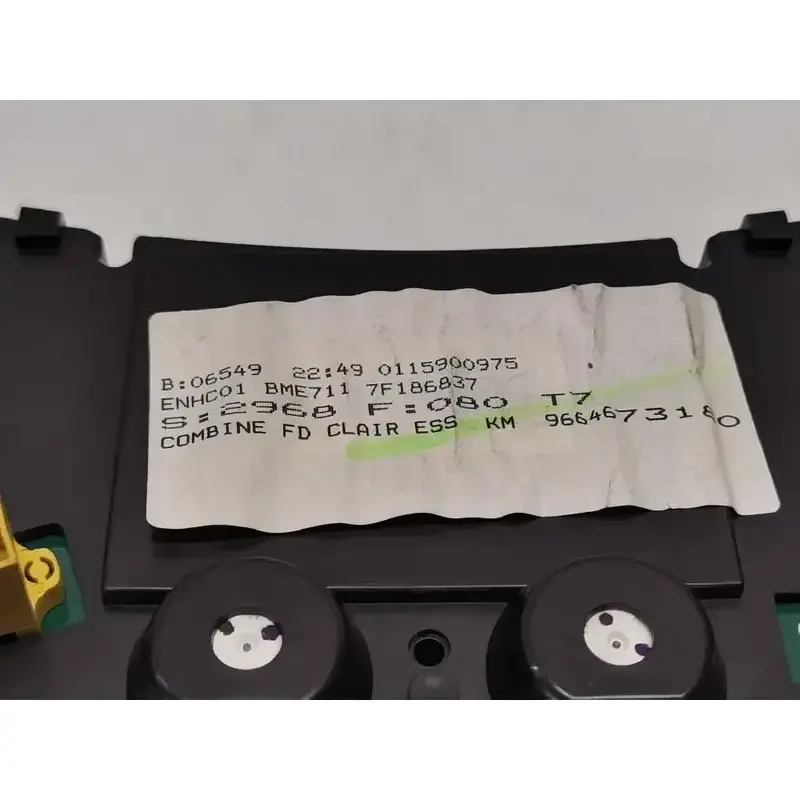 B:06549 22:49 0115900975
ENHC01 BME711 7F186837
S:2968 F:080 T7
COMBINE FD CLAIR ESS KM 9664673180